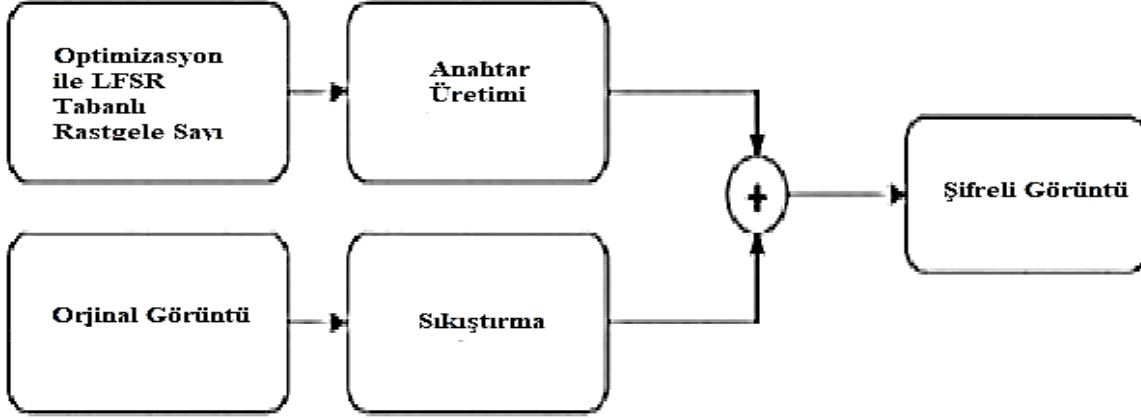 Optimizasyon
ile LFSR
Tabanlı
Rastgele Sayı
Anahtar
Üretimi
+
Şifreli Görüntü
Orjinal Görüntü
Sıkıştırma